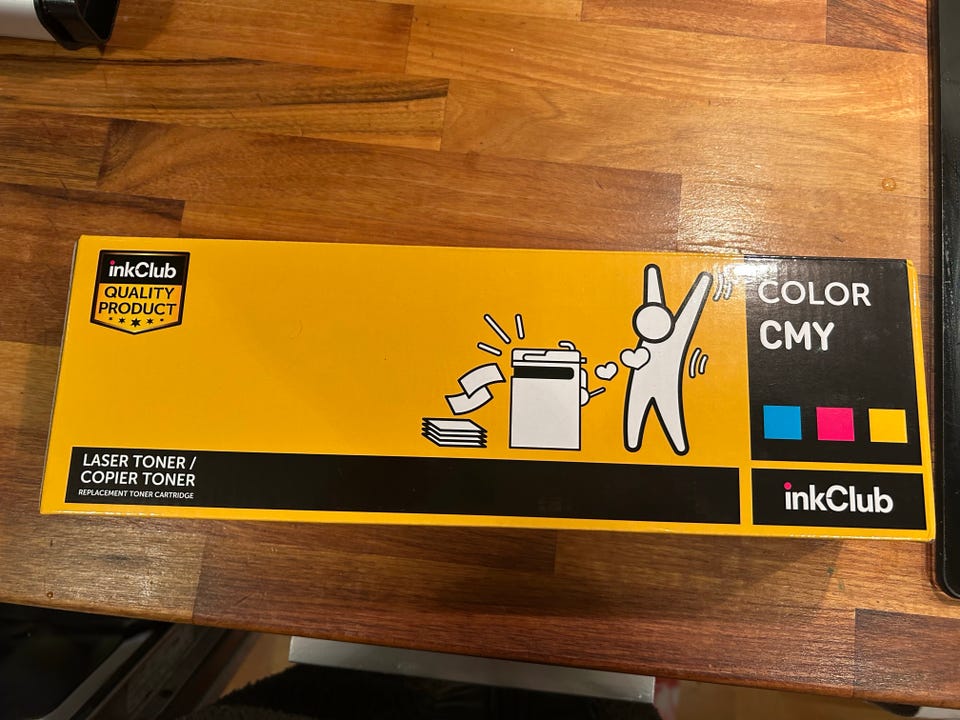 inkClub
QUALITY
PRODUCT
COLOR
CMY
LASER TONER /
COPIER TONER
REPLACEMENT TONER CARTRIDGE
inkClub